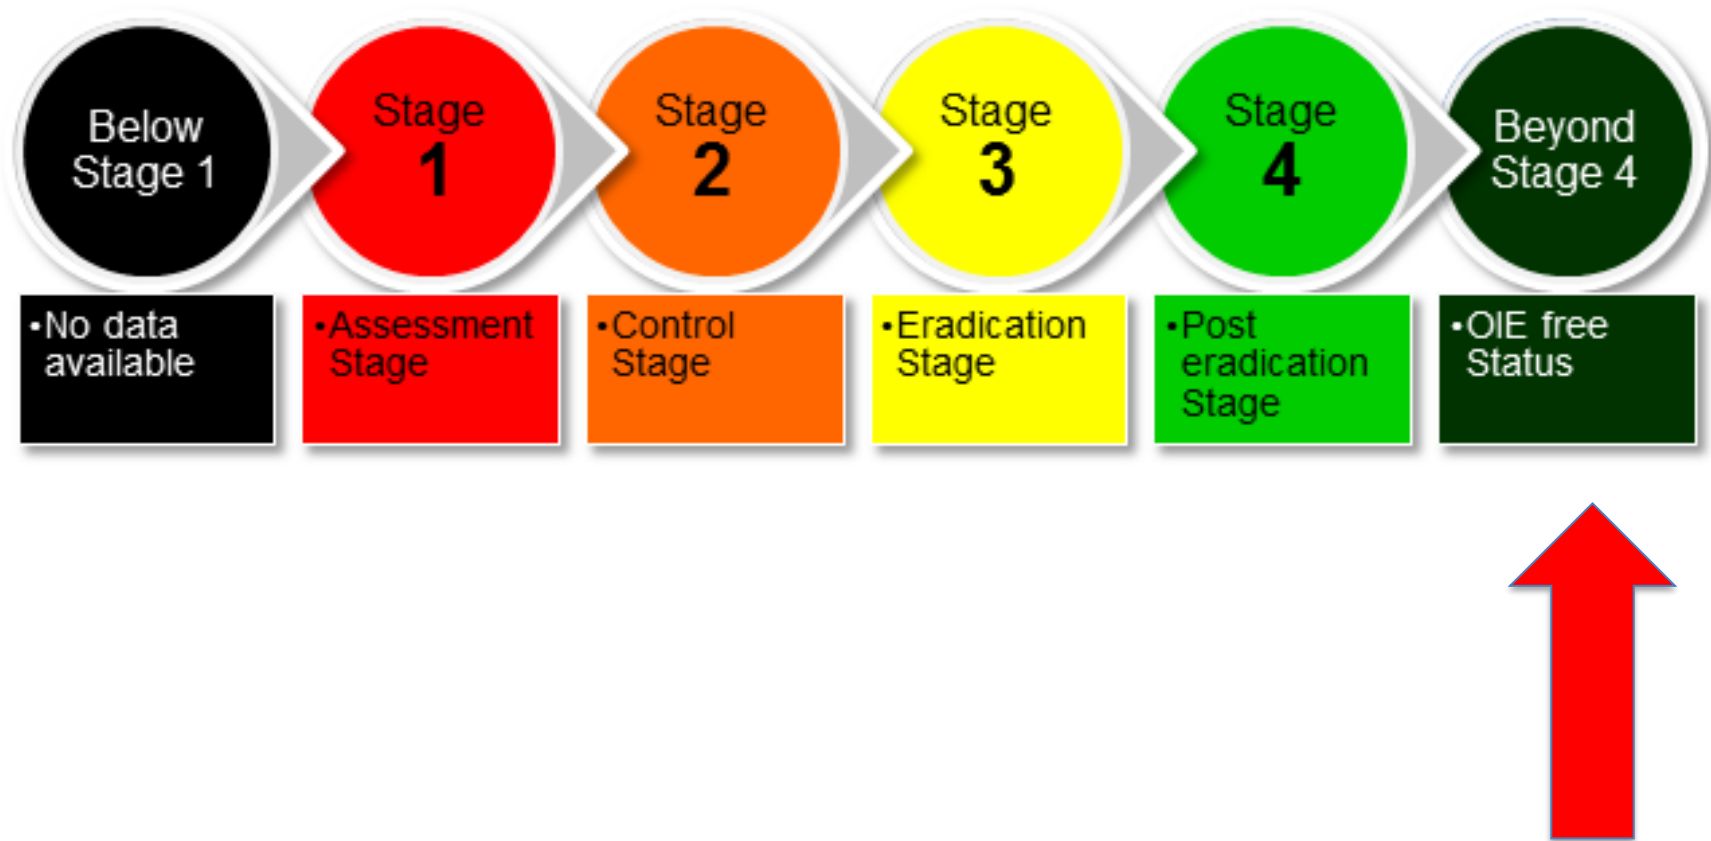 Below
Stage 1
Stage
1
Stage
2
Stage
3
Stage
4
Beyond
Stage 4
•No data
available
•Assessment
Stage
•Control
Stage
•Eradication
Stage
•Post
eradication
Stage
•OIE free
Status